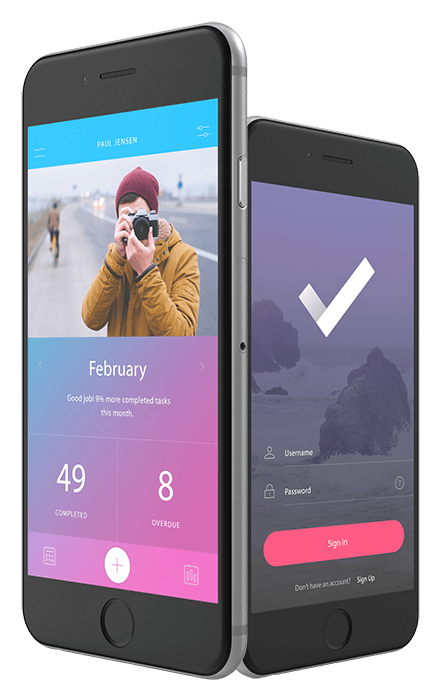 PAUL JENSEN
February
Good job! 9% more completed tasks
this month.
49
COMPLETED
8
OVERDUE
Username
Password
?
Sign in
Don't have an account? Sign Up